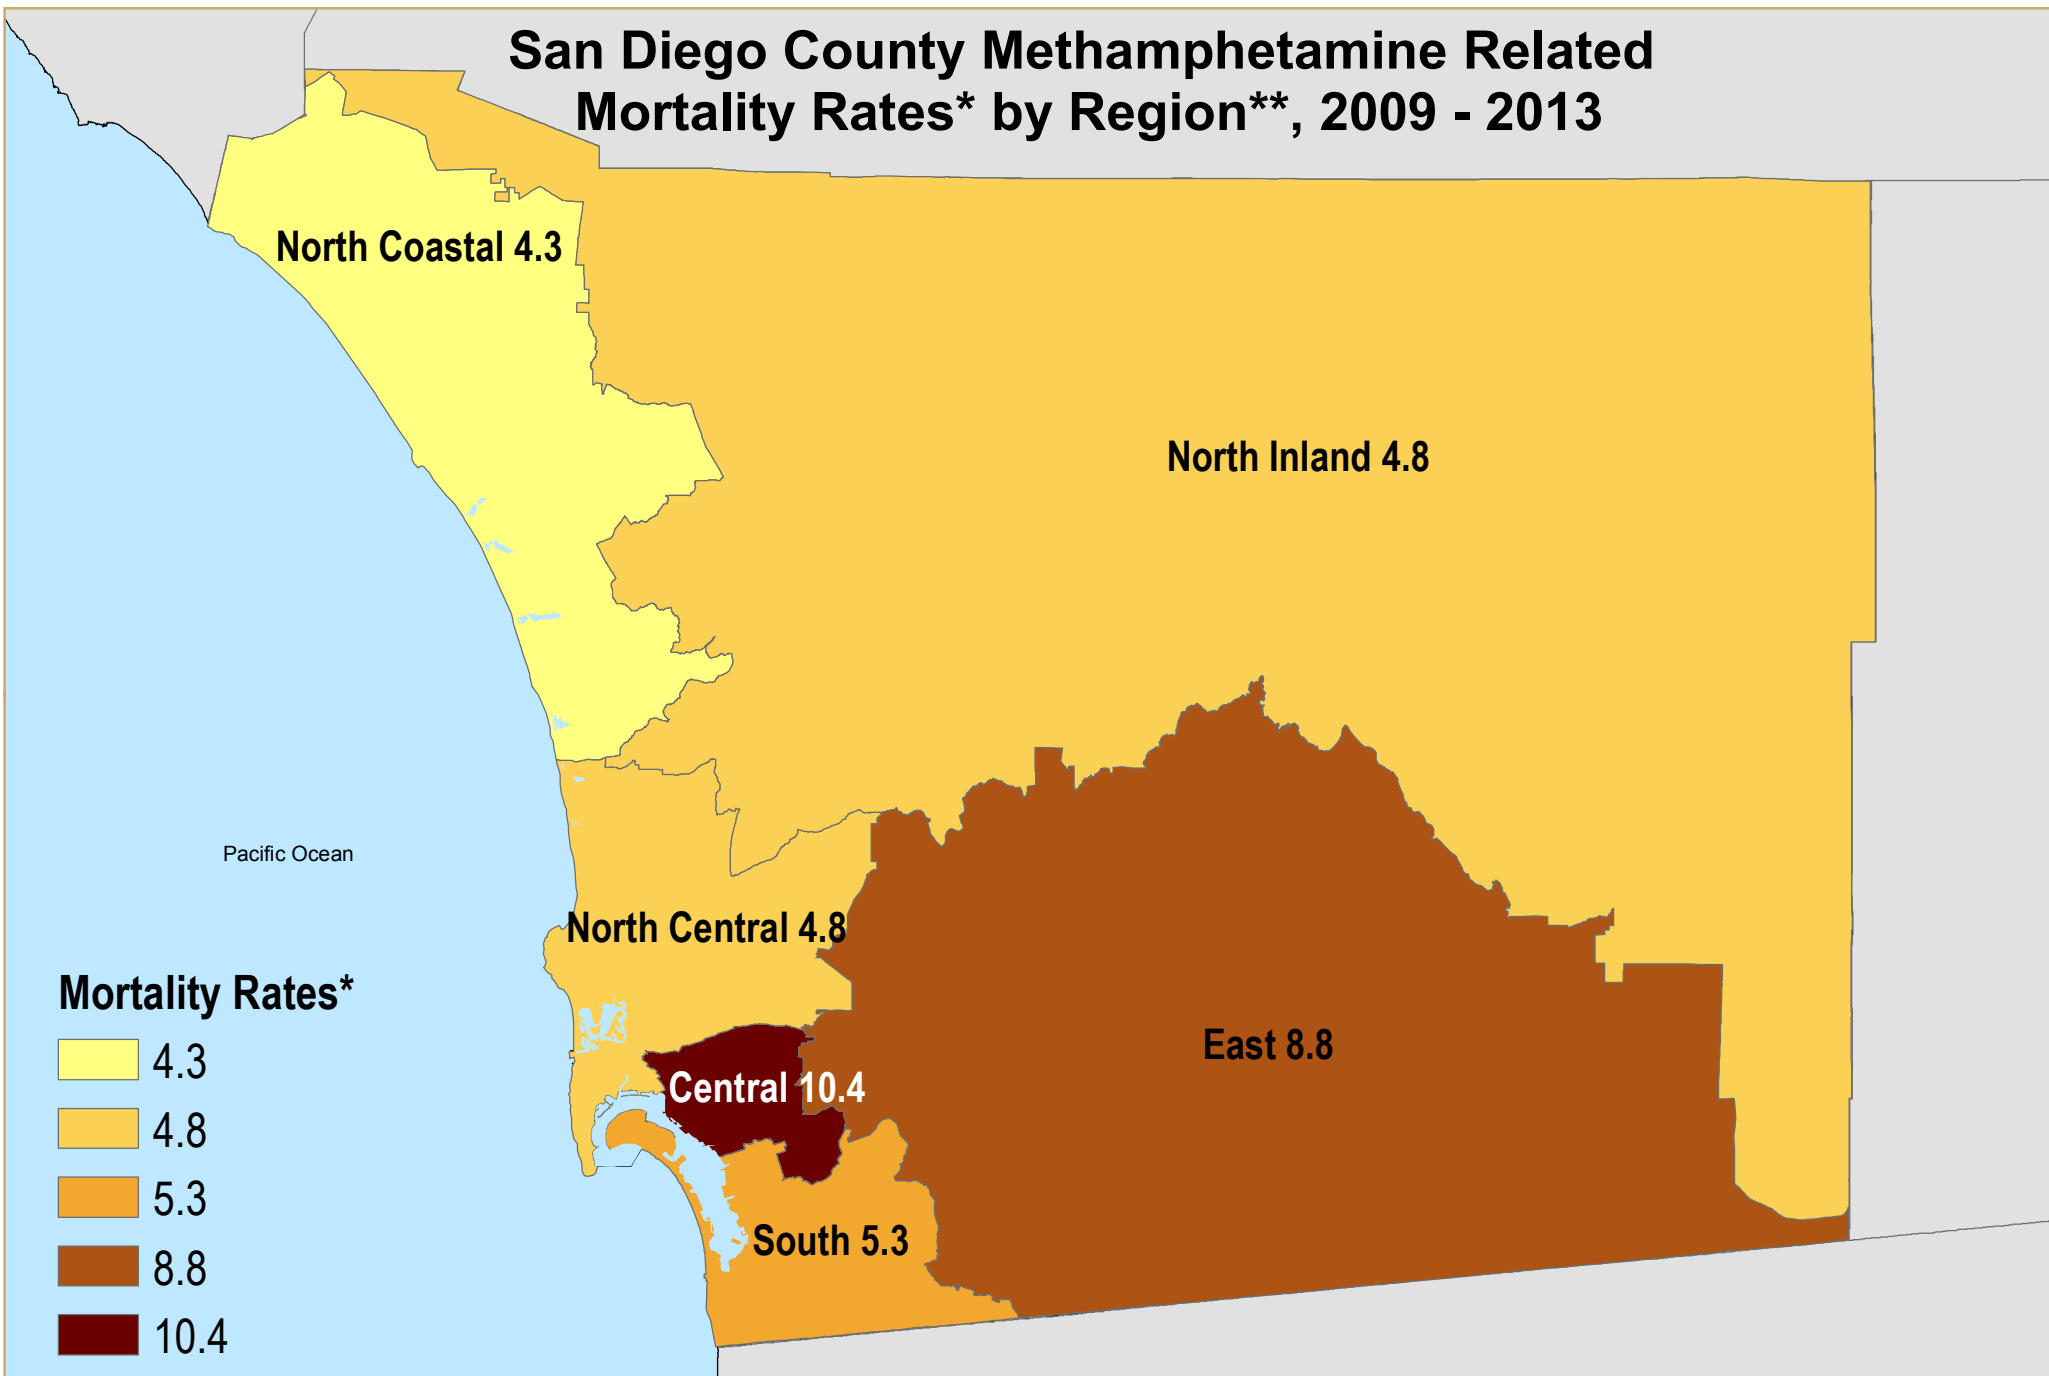 San Diego County Methamphetamine Related
Mortality Rates* by Region**, 2009 - 2013
North Coastal 4.3
North Inland 4.8
Pacific Ocean
North Central 4.8
East 8.8
Central 10.4
South 5.3
Mortality Rates*
4.3
4.8
5.3
8.8
10.4